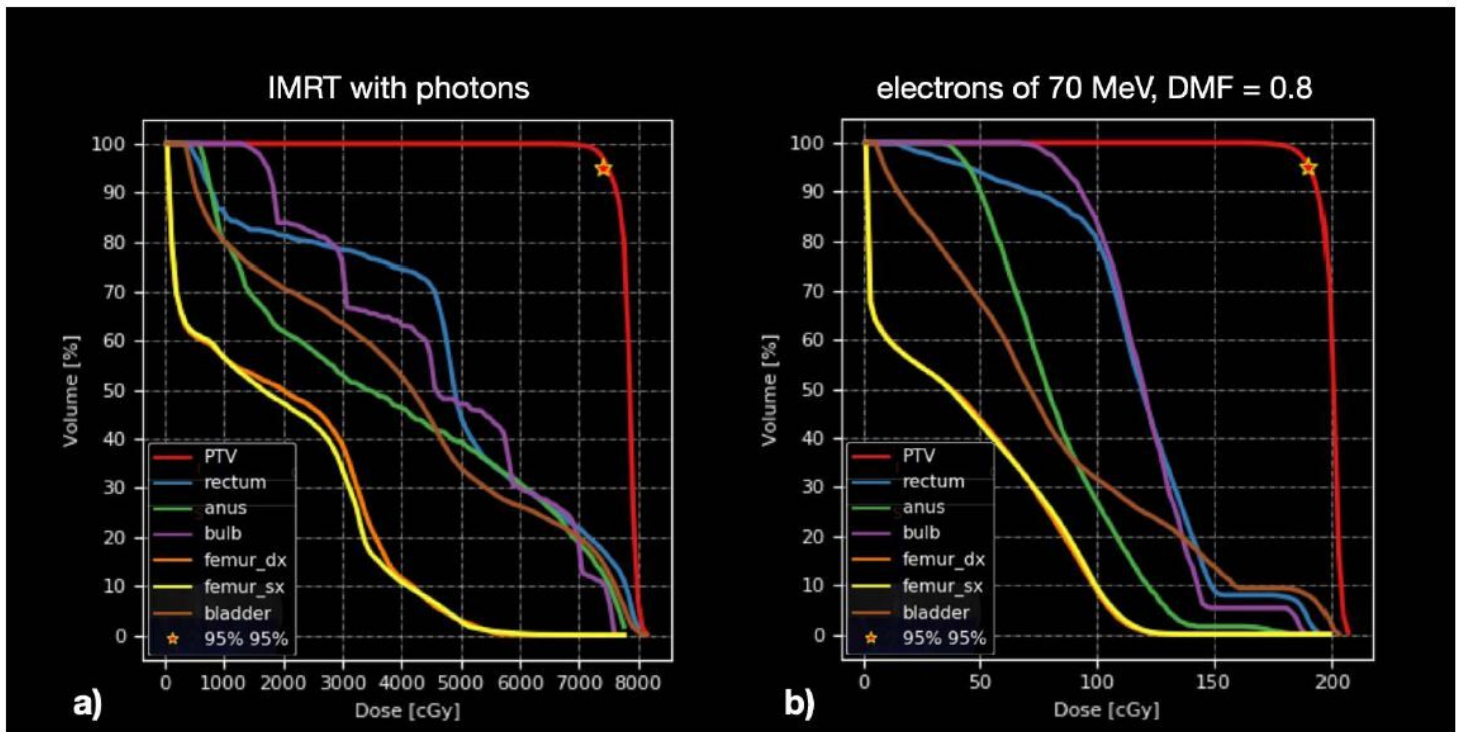 IMRT with photons
100
90
80
70
60
50
40
30
20
10
0
Volume [%]
PTV
rectum
anus
bulb
femur_dx
femur_sx
bladder
95% 95%
0 1000 2000 3000 4000 5000 6000 7000 8000
Dose [cGy]
a)
electrons of 70 MeV, DMF = 0.8
100
90
80
70
60
50
40
30
20
10
0
Volume [%]
PTV
rectum
anus
bulb
femur_dx
femur_sx
bladder
95% 95%
0 50 100 150 200
Dose [cGy]
b)